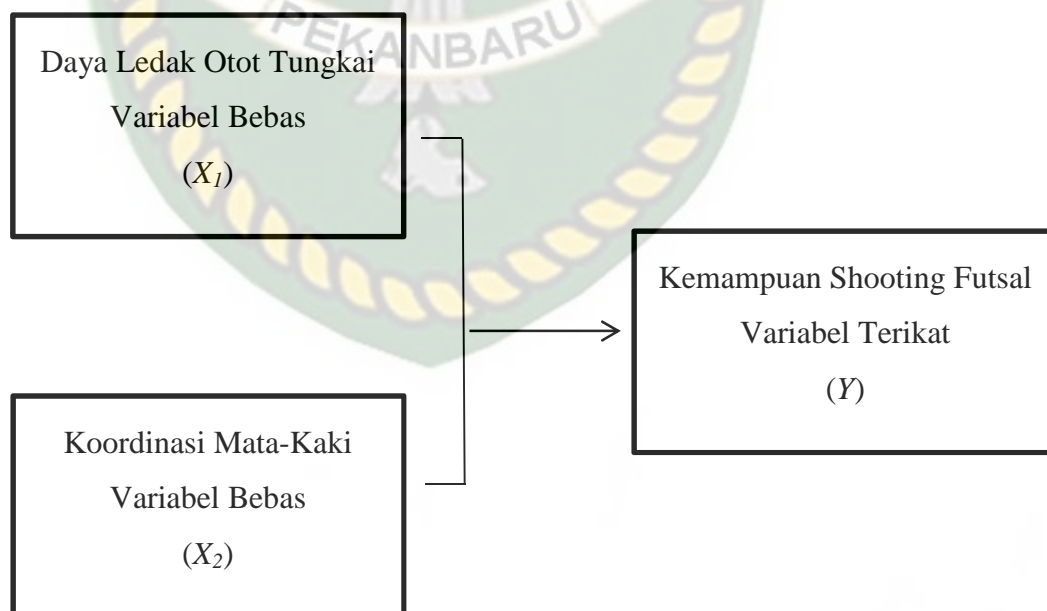 PEKANBARU
Daya Ledak Otot Tungkai
Variabel Bebas
(X1)
Kemampuan Shooting Futsal
Variabel Terikat
(Y)
Koordinasi Mata-Kaki
Variabel Bebas
(X2)